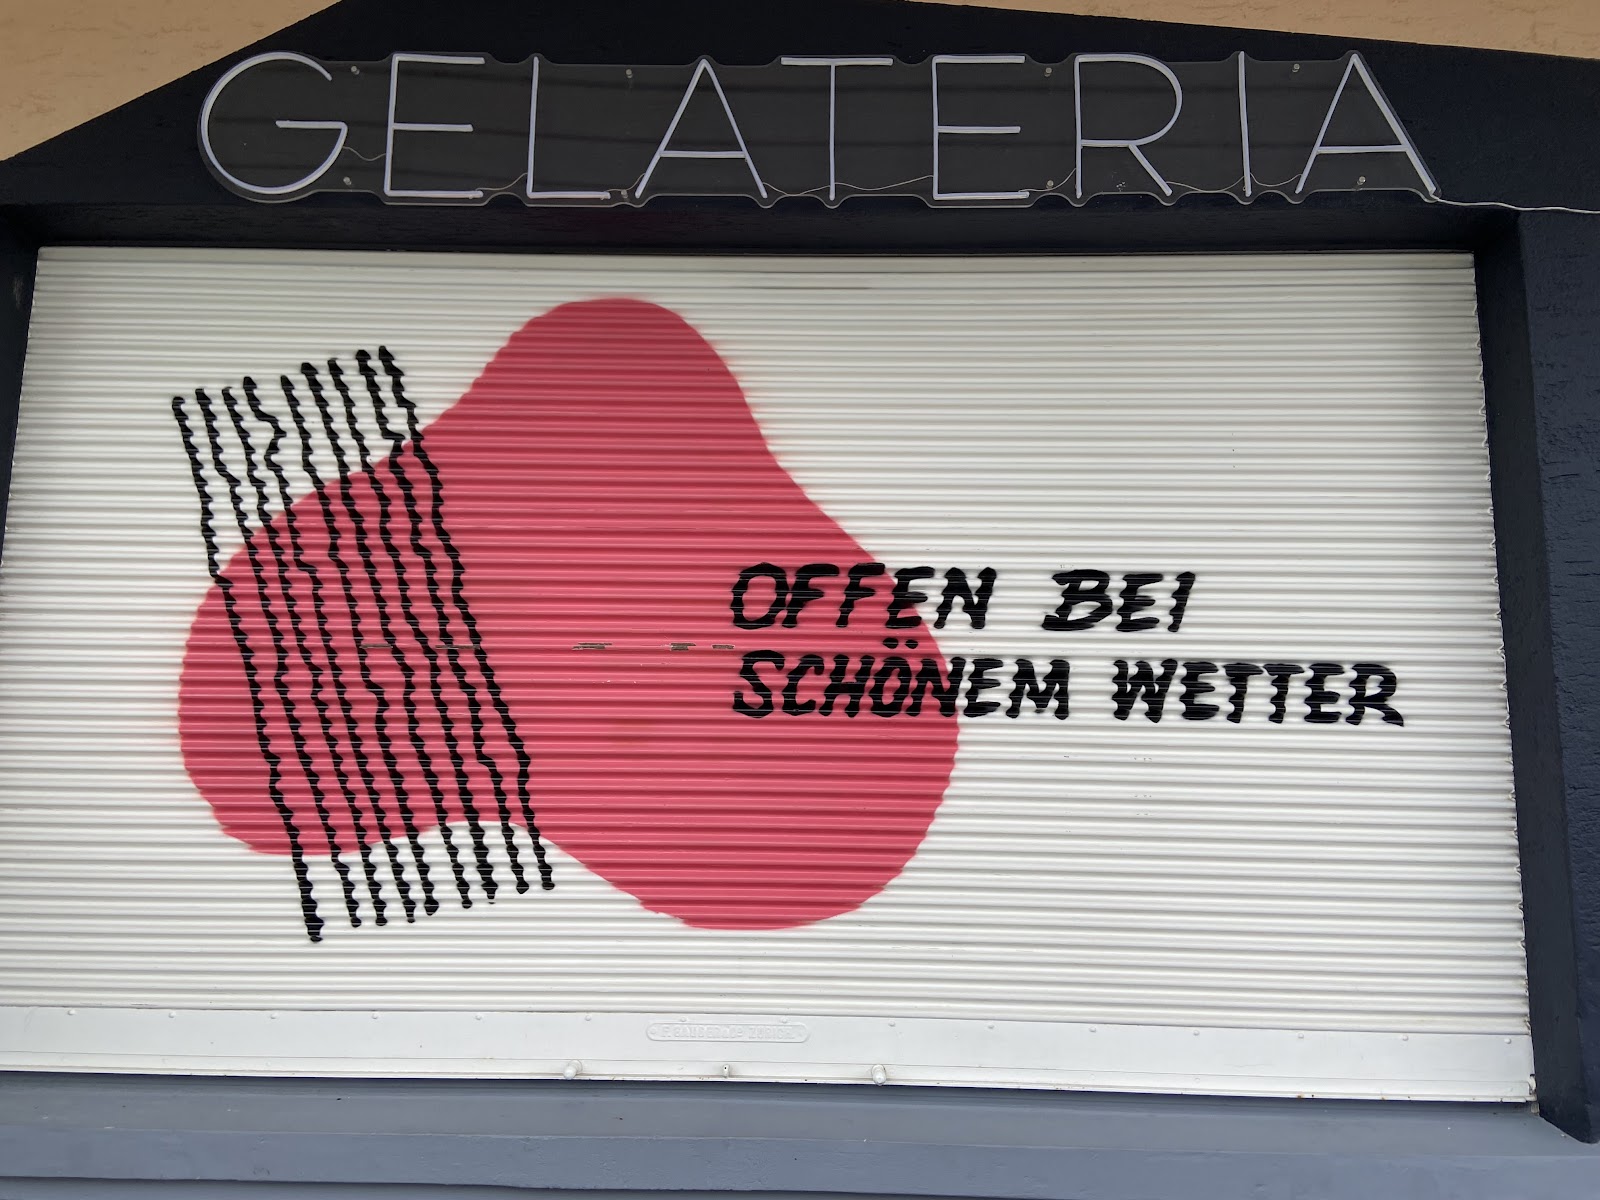 GELATERIA
OFFEN BEI
SCHÖNEM WETTER